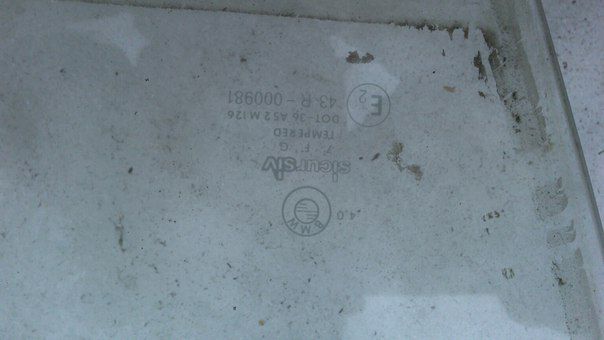 4.0 BMW
sicursiv
T F G
TEMPERED
DOT-36 AS2 M126
E2 43 R - 000981